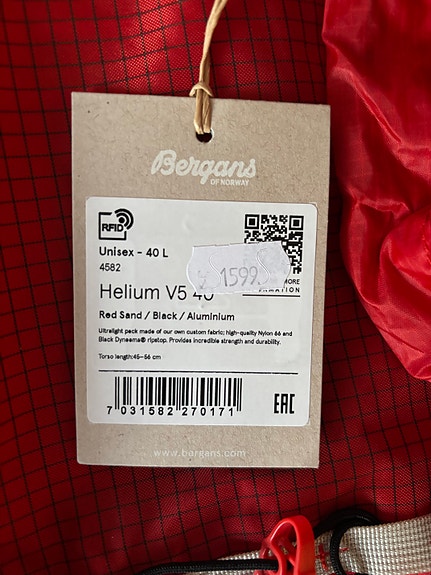 Bergans
OF NORWAY
RFID
Unisex - 40 L
4582
1599
MORE
Helium V5 40
Red Sand / Black / Aluminium
Ultralight pack made of our own custom fabric; high-quality Nylon 66 and
Black Dyneema® ripstop. Provides incredible strength and durability.
Torso length:45-56 cm
7 031582 270171
EAC
www.bergans.com